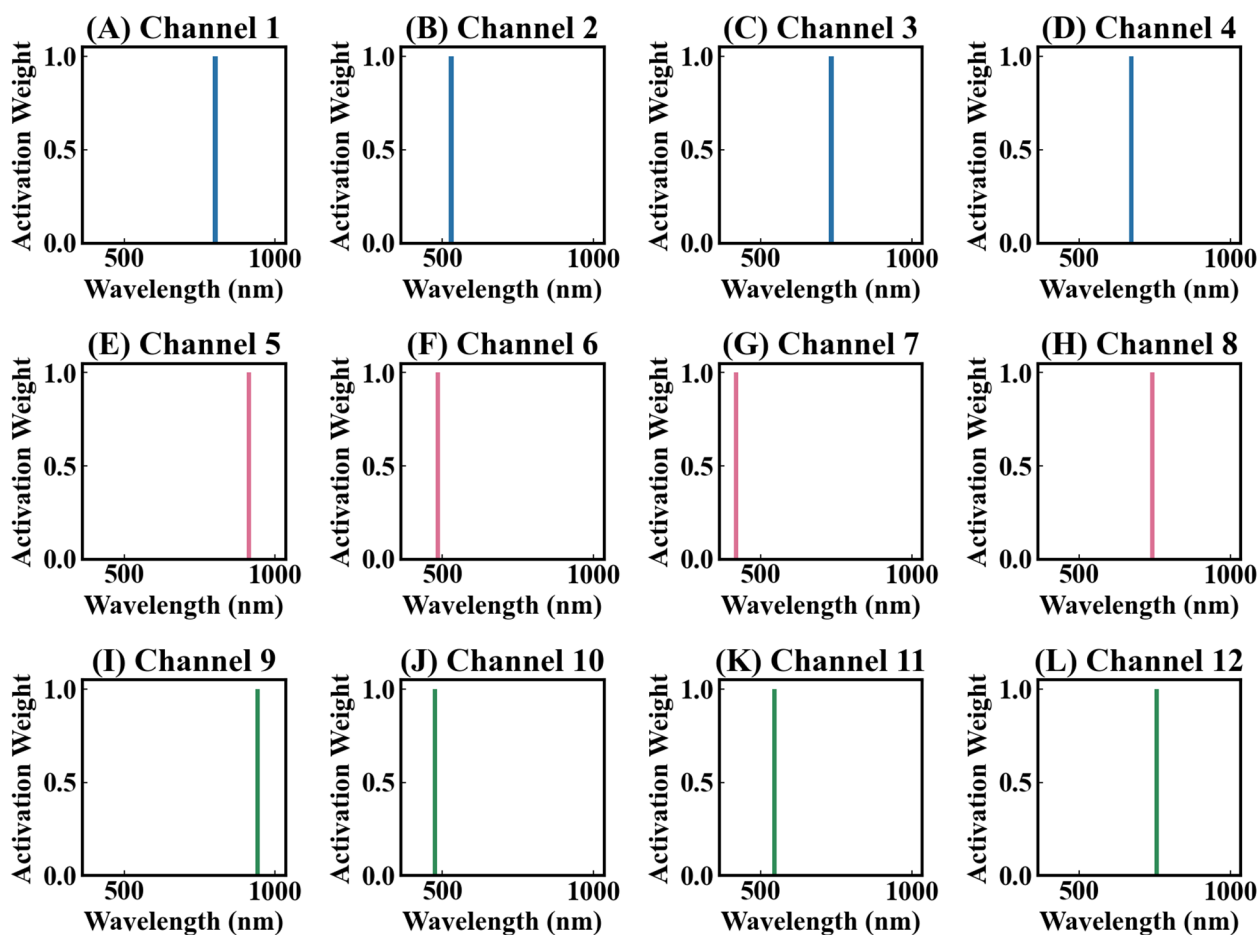 (A) Channel 1
Activation Weight
1.0
0.5
0.0
500
1000
Wavelength (nm)
(B) Channel 2
Activation Weight
1.0
0.5
0.0
500
1000
Wavelength (nm)
(C) Channel 3
Activation Weight
1.0
0.5
0.0
500
1000
Wavelength (nm)
(D) Channel 4
Activation Weight
1.0
0.5
0.0
500
1000
Wavelength (nm)
(E) Channel 5
Activation Weight
1.0
0.5
0.0
500
1000
Wavelength (nm)
(F) Channel 6
Activation Weight
1.0
0.5
0.0
500
1000
Wavelength (nm)
(G) Channel 7
Activation Weight
1.0
0.5
0.0
500
1000
Wavelength (nm)
(H) Channel 8
Activation Weight
1.0
0.5
0.0
500
1000
Wavelength (nm)
(I) Channel 9
Activation Weight
1.0
0.5
0.0
500
1000
Wavelength (nm)
(J) Channel 10
Activation Weight
1.0
0.5
0.0
500
1000
Wavelength (nm)
(K) Channel 11
Activation Weight
1.0
0.5
0.0
500
1000
Wavelength (nm)
(L) Channel 12
Activation Weight
1.0
0.5
0.0
500
1000
Wavelength (nm)